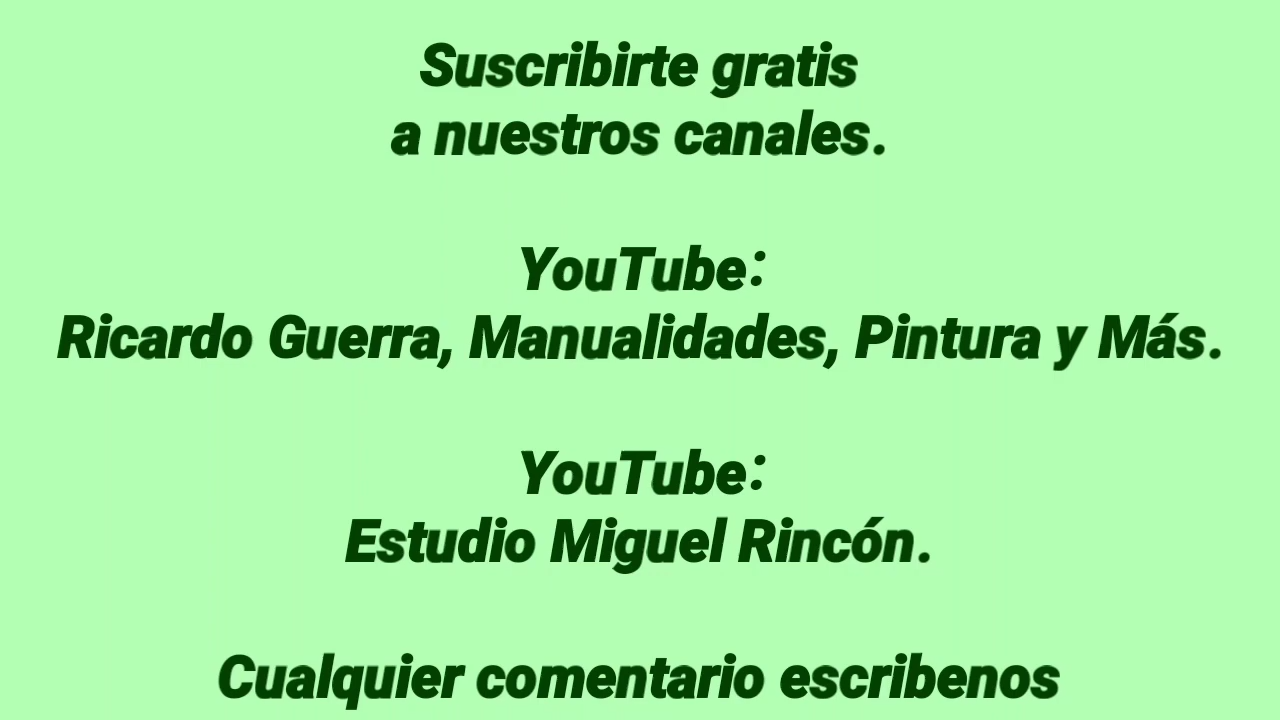 Suscribirte gratis
a nuestros canales.
YouTube:
Ricardo Guerra, Manualidades, Pintura y Más.
YouTube:
Estudio Miguel Rincón.
Cualquier comentario escribenos